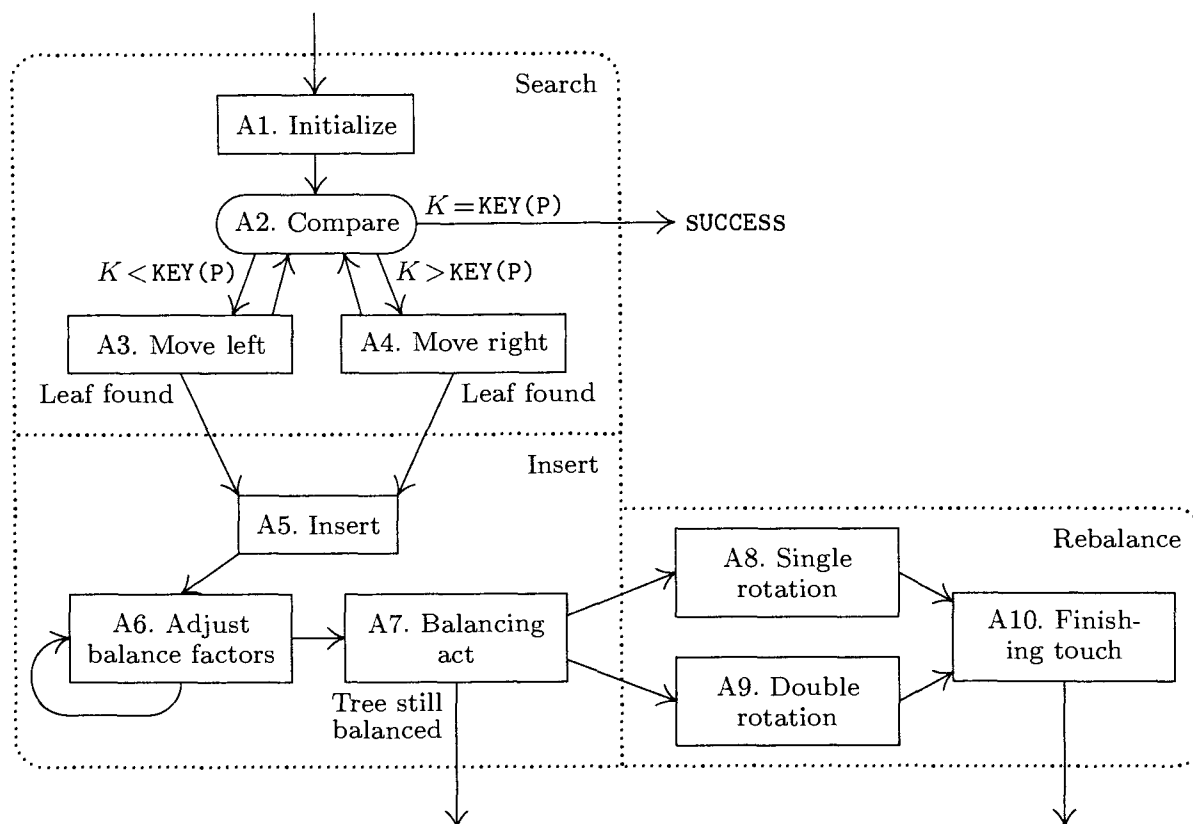 Search
A1. Initialize
A2. Compare
K = KEY(P)
SUCCESS
K < KEY(P)
K > KEY(P)
A3. Move left
A4. Move right
Leaf found
Leaf found
Insert
A5. Insert
Rebalance
A6. Adjust
balance factors
A7. Balancing
act
Tree still
balanced
A8. Single
rotation
A9. Double
rotation
A10. Finish-
ing touch